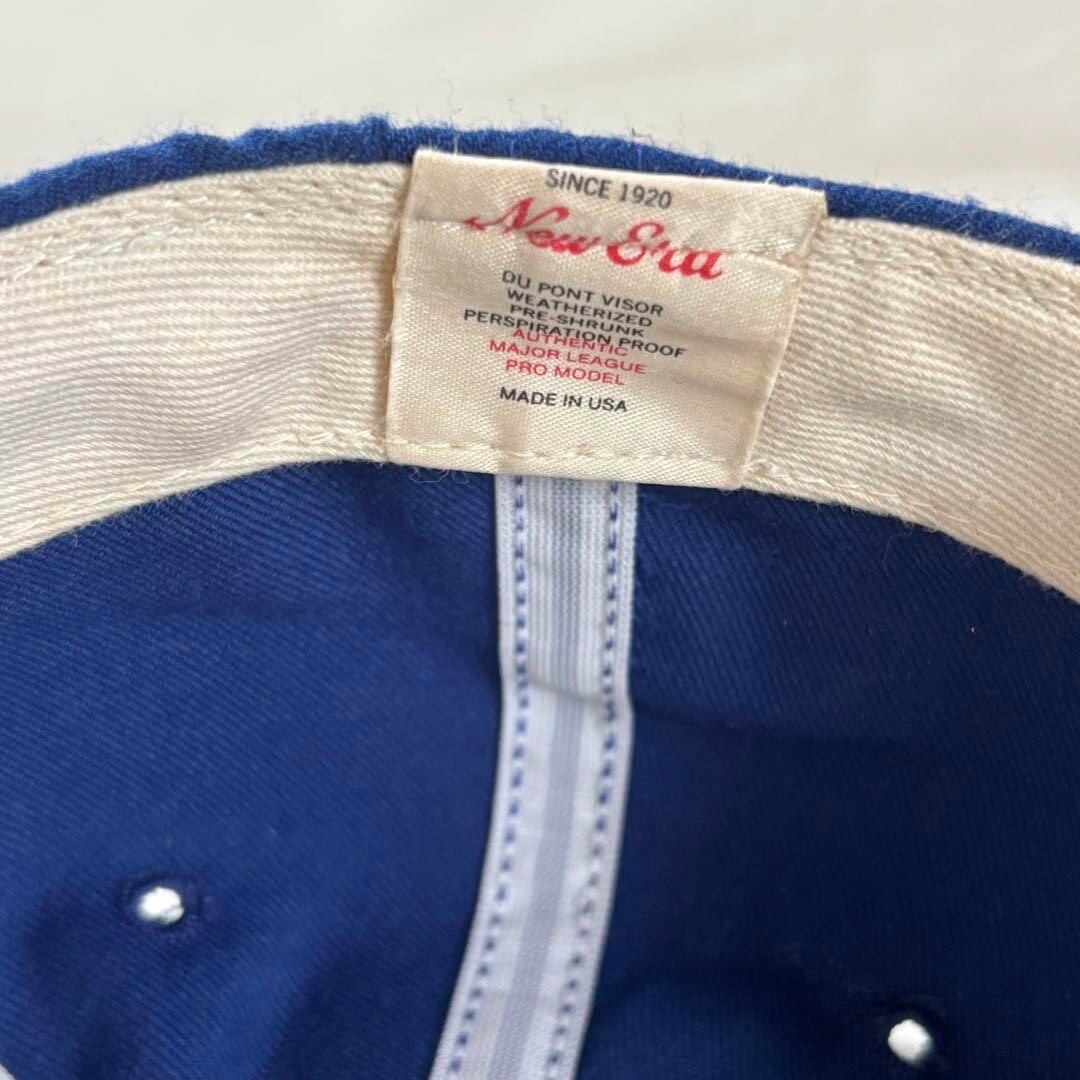 SINCE 1920
New Era
DU PONT VISOR
WEATHERIZED
PRE-SHRUNK
PERSPIRATION PROOF
AUTHENTIC
MAJOR LEAGUE
PRO MODEL
MADE IN USA